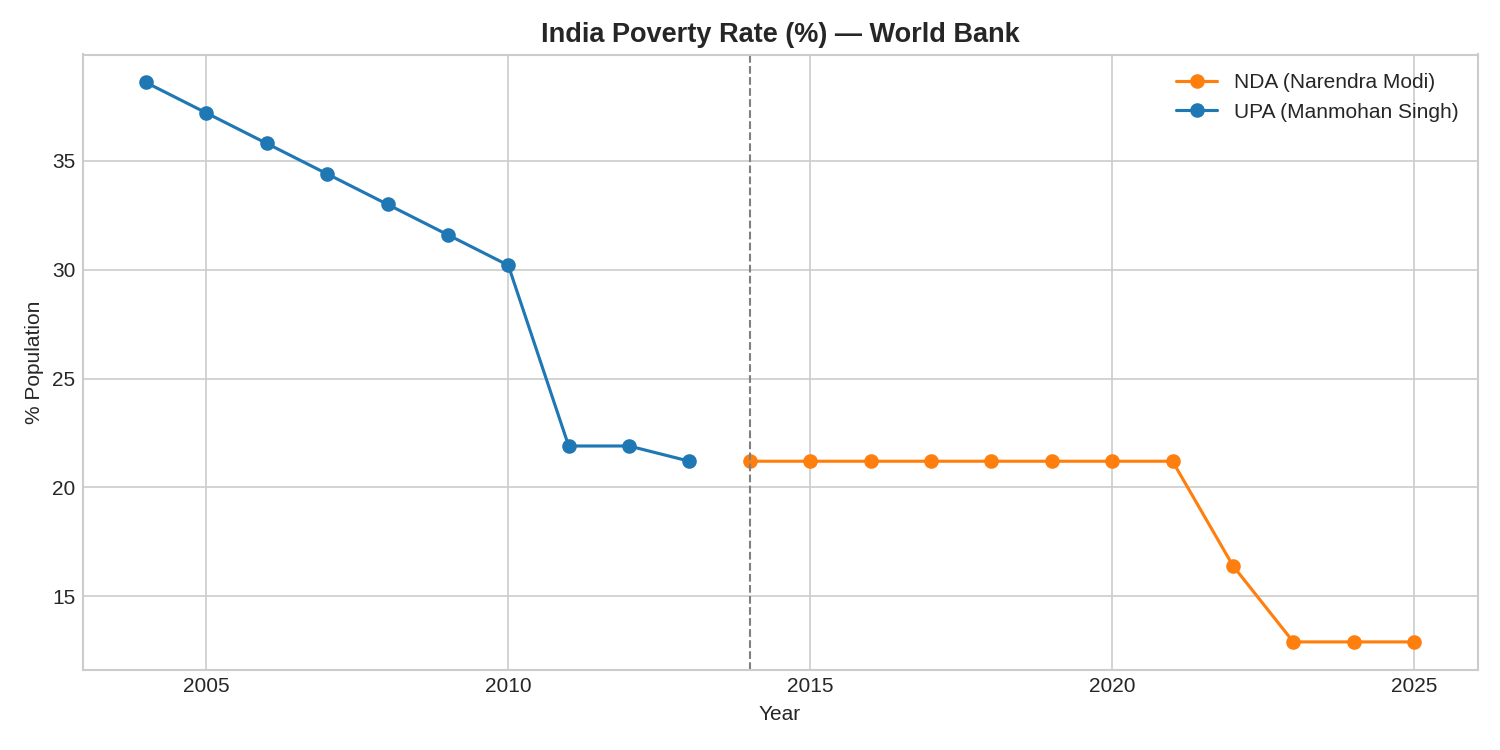 India Poverty Rate (%) — World Bank
NDA (Narendra Modi)
UPA (Manmohan Singh)
% Population
35
30
25
20
15
2005
2010
2015
2020
2025
Year